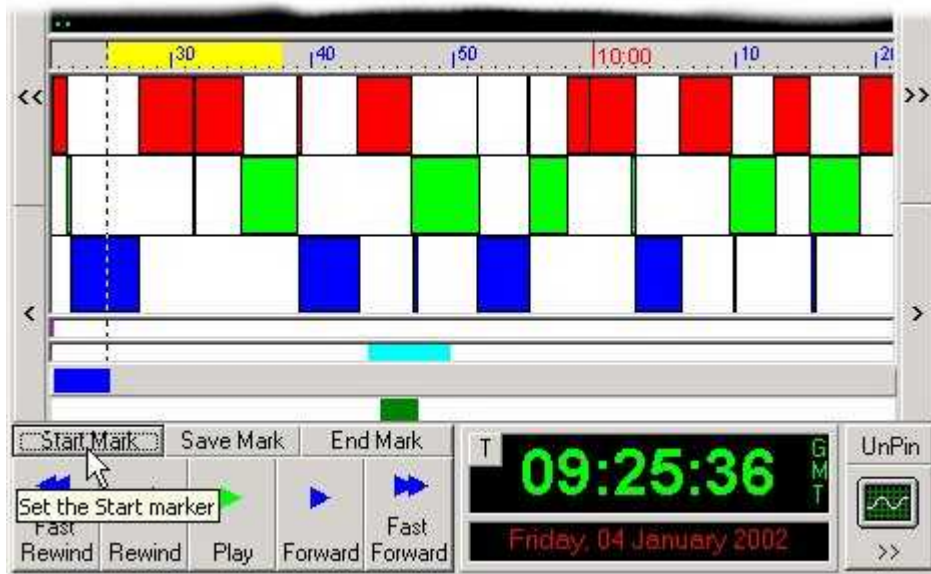 30 40 50 10:00 10 20
<< >>
< >
Start Mark Save Mark End Mark
T 09:25:36 GMT
UnPin
Set the Start marker
Fast Rewind Rewind Play Forward Fast Forward
Friday, 04 January 2002
>>